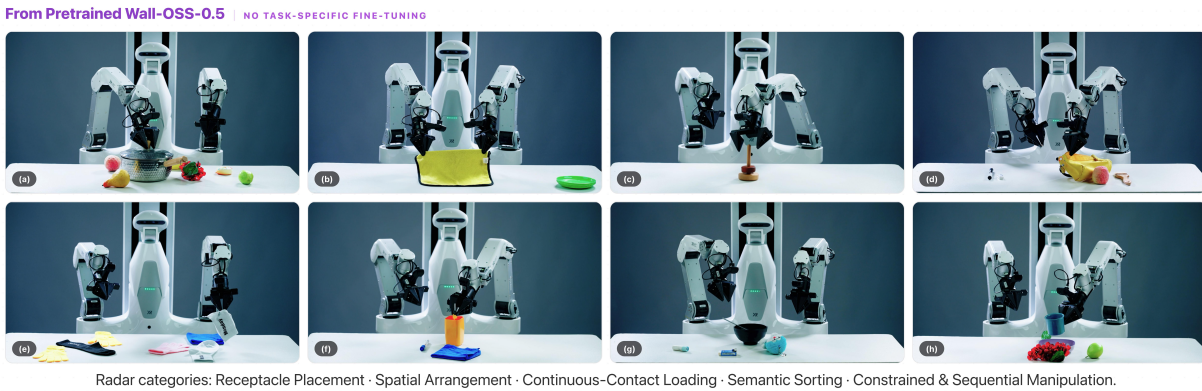 From Pretrained Wall-OSS-0.5 | NO TASK-SPECIFIC FINE-TUNING
(a)
(b)
(c)
(d)
(e)
(f)
(g)
(h)
Radar categories: Receptacle Placement · Spatial Arrangement · Continuous-Contact Loading · Semantic Sorting · Constrained & Sequential Manipulation.